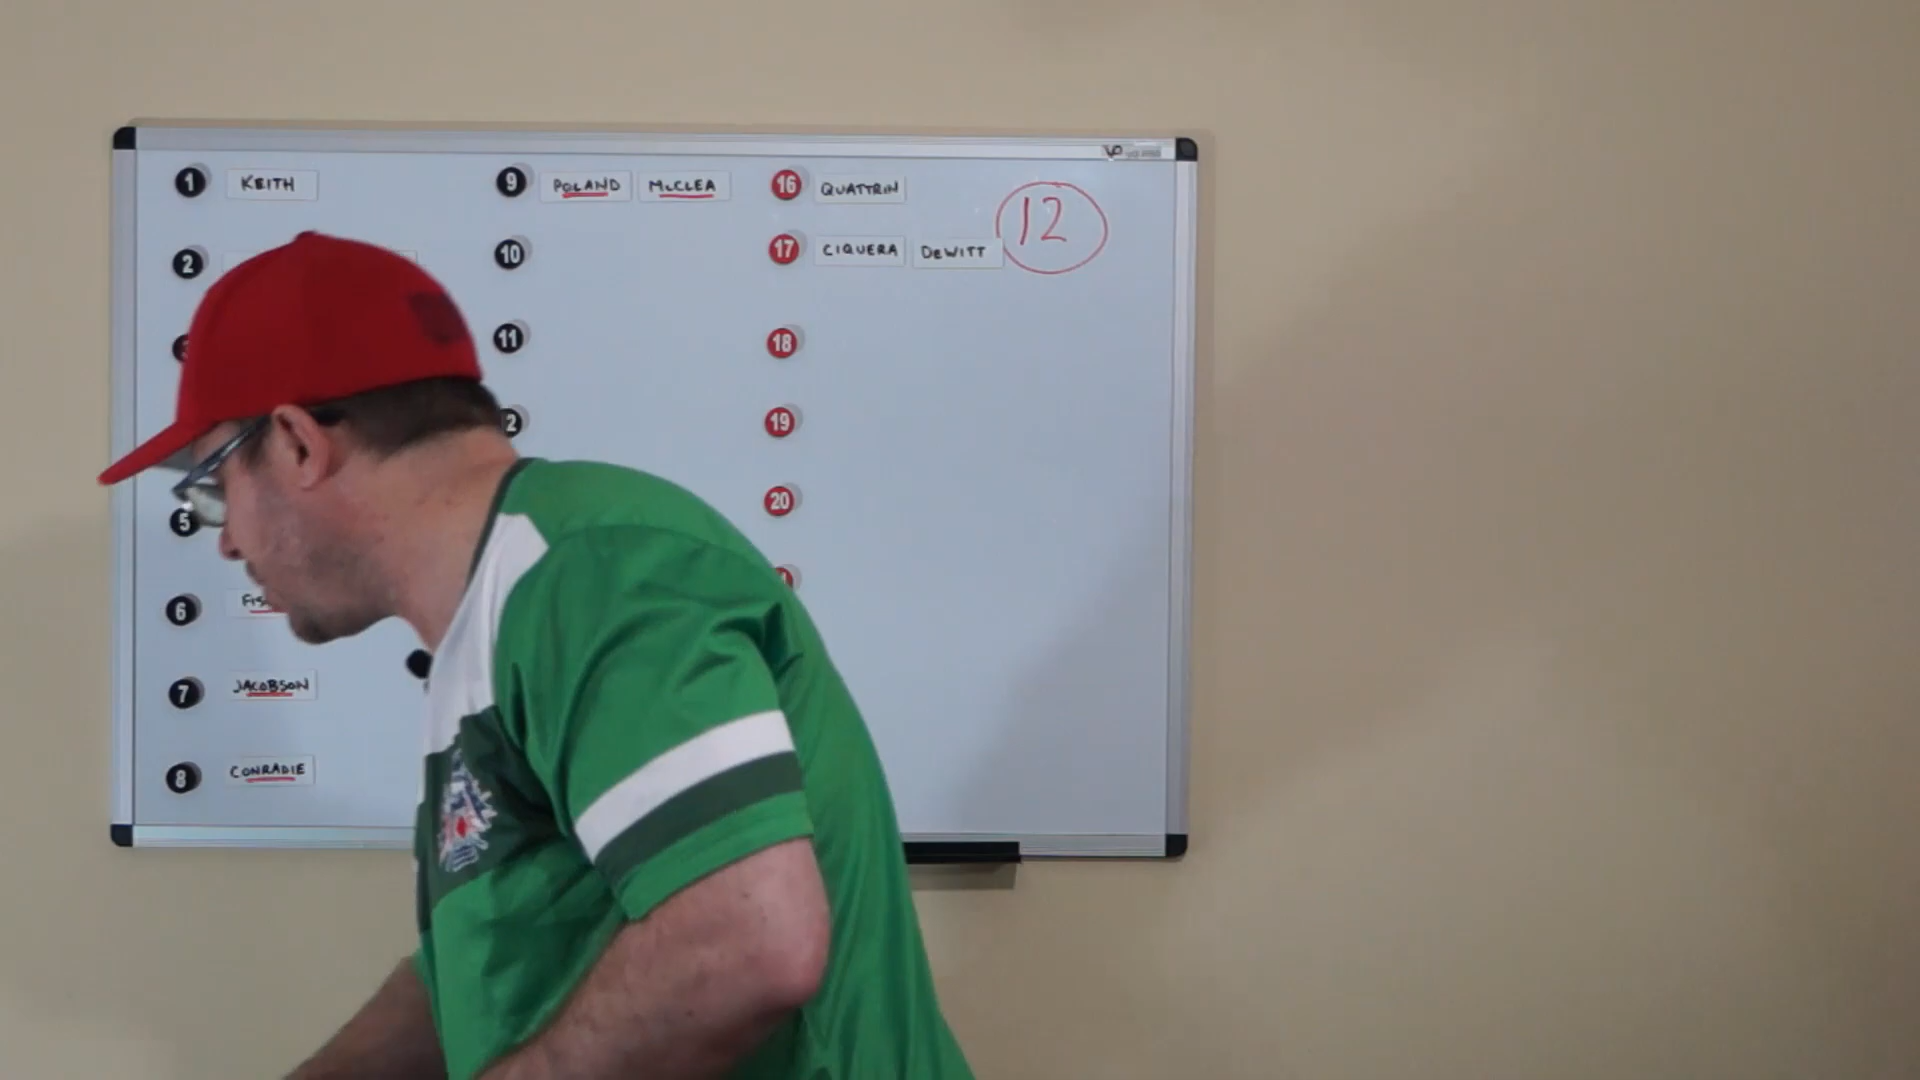 1 KEITH
2
5
6
7 JACOBSON
8 CONRADIE
9 POLAND McCLEA
10
11
16 QUATTRIN
17 CIQUERA DeWITT
18
19
20
12